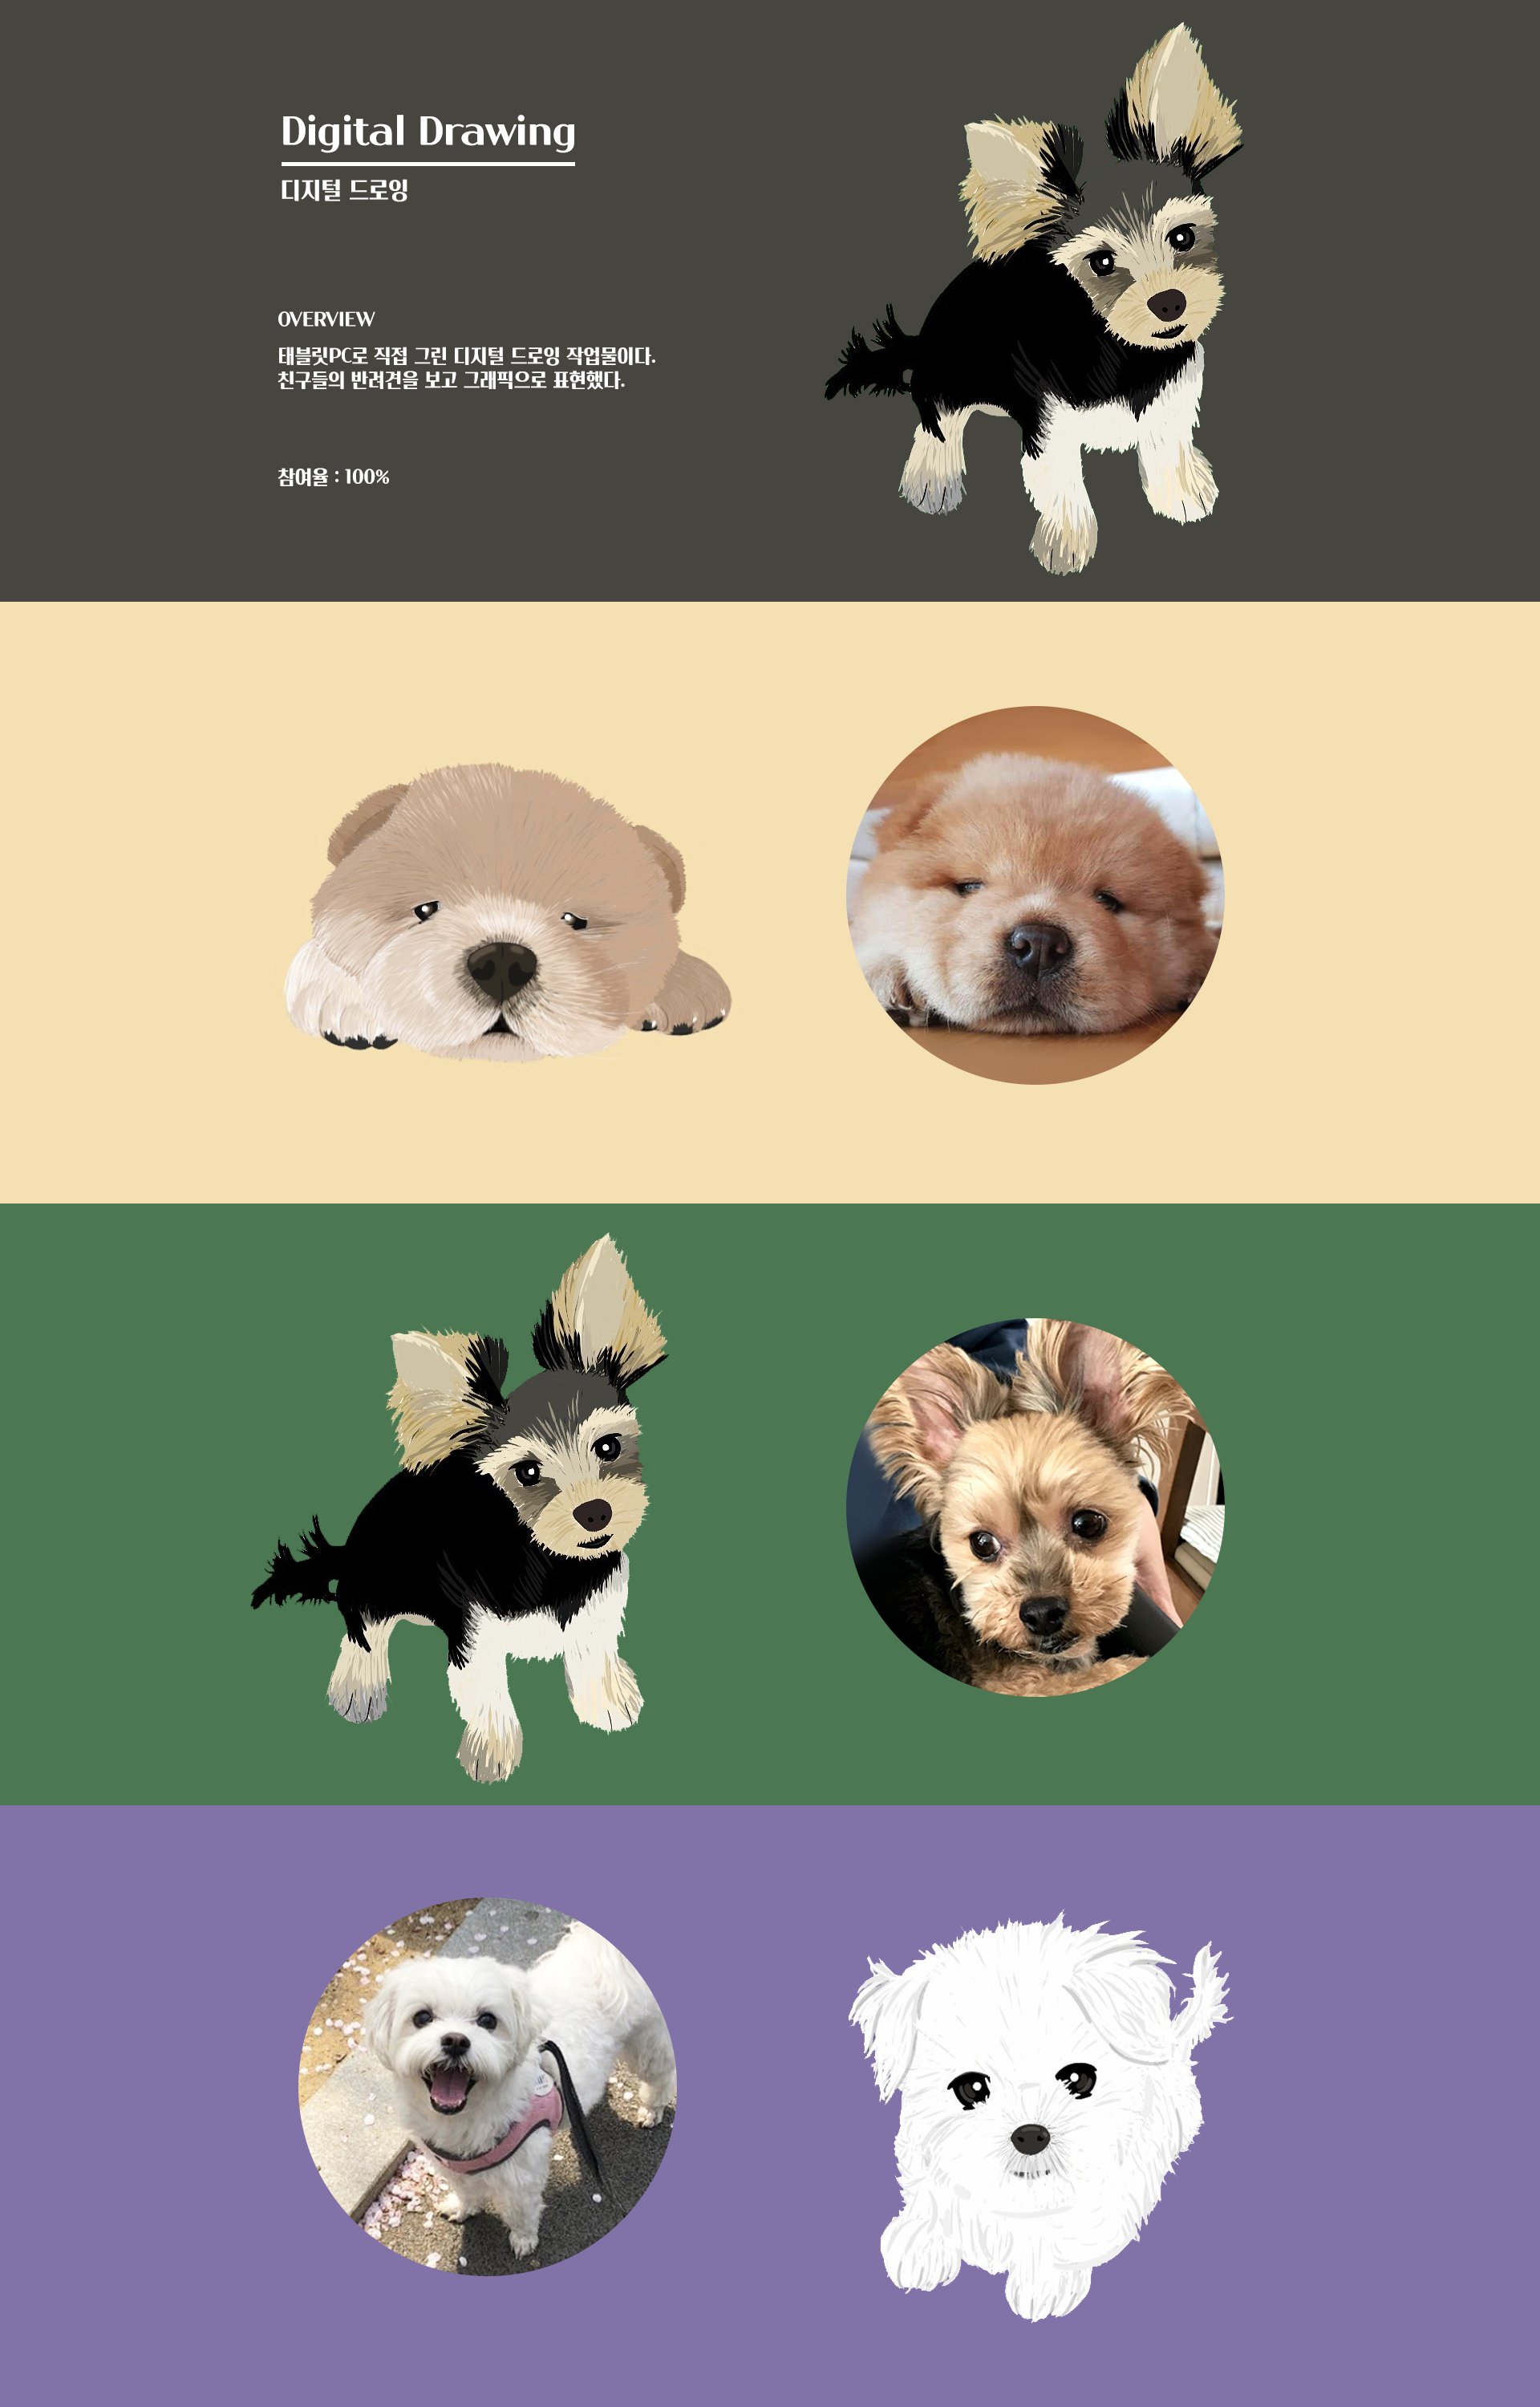 Digital Drawing
디지털 드로잉
OVERVIEW
태블릿PC로 직접 그린 디지털 드로잉 작업물이다.
친구들의 반려견을 보고 그래픽으로 표현했다.
참여율 : 100%